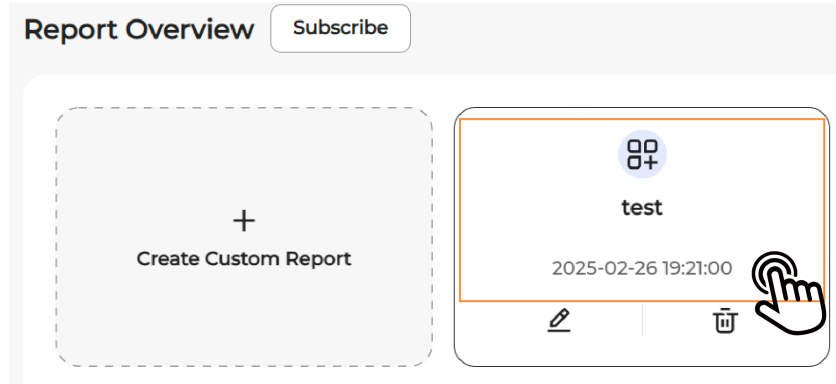 Report Overview
Subscribe
Create Custom Report
test
2025-02-26 19:21:00